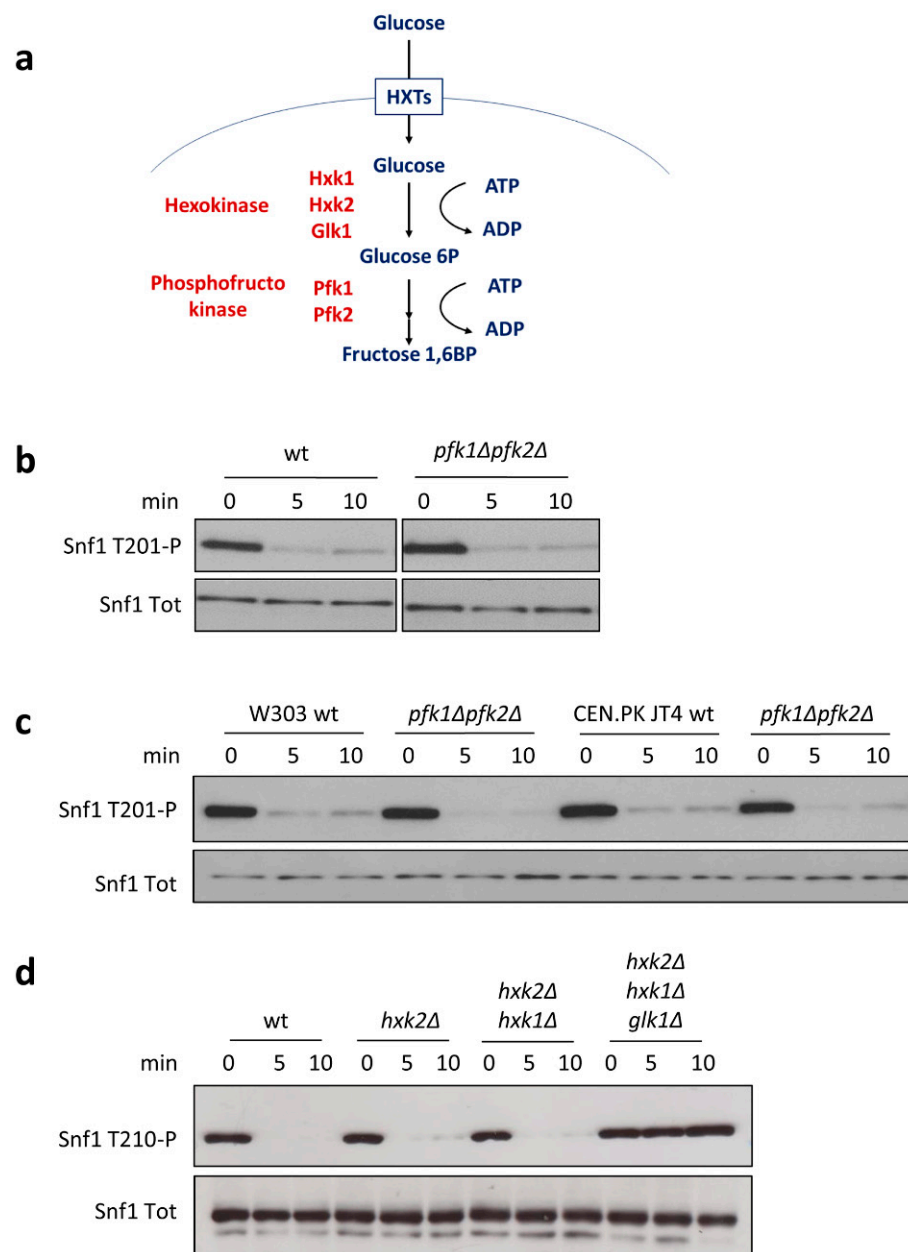 a
Glucose
HXTs
Glucose
Hexokinase
Hxk1
Hxk2
Glk1
ATP
ADP
Glucose 6P
Phosphofructo
kinase
Pfk1
Pfk2
ATP
ADP
Fructose 1,6BP
b
wt pfk1Δpfk2Δ
min 0 5 10 0 5 10
Snf1 T201-P
Snf1 Tot
c
W303 wt pfk1Δpfk2Δ CEN.PK JT4 wt pfk1Δpfk2Δ
min 0 5 10 0 5 10 0 5 10 0 5 10
Snf1 T201-P
Snf1 Tot
d
wt
hxk2Δ
hxk2Δ
hxk1Δ
hxk2Δ
hxk1Δ
glk1Δ
min 0 5 10 0 5 10 0 5 10 0 5 10
Snf1 T210-P
Snf1 Tot